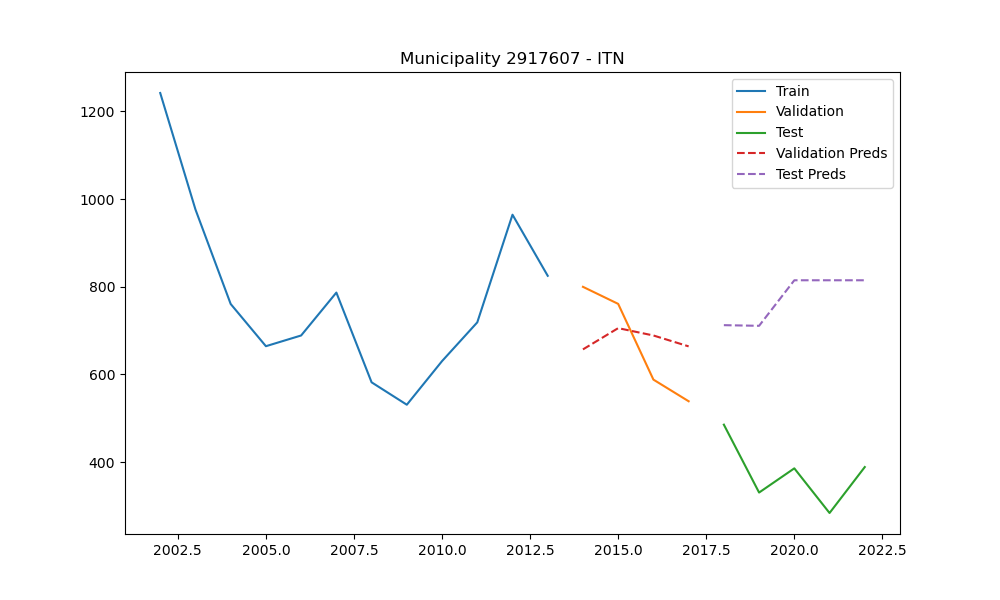 Municipality 2917607 - ITN
Train
Validation
Test
Validation Preds
Test Preds
1200
1000
800
600
400
2002.5 2005.0 2007.5 2010.0 2012.5 2015.0 2017.5 2020.0 2022.5